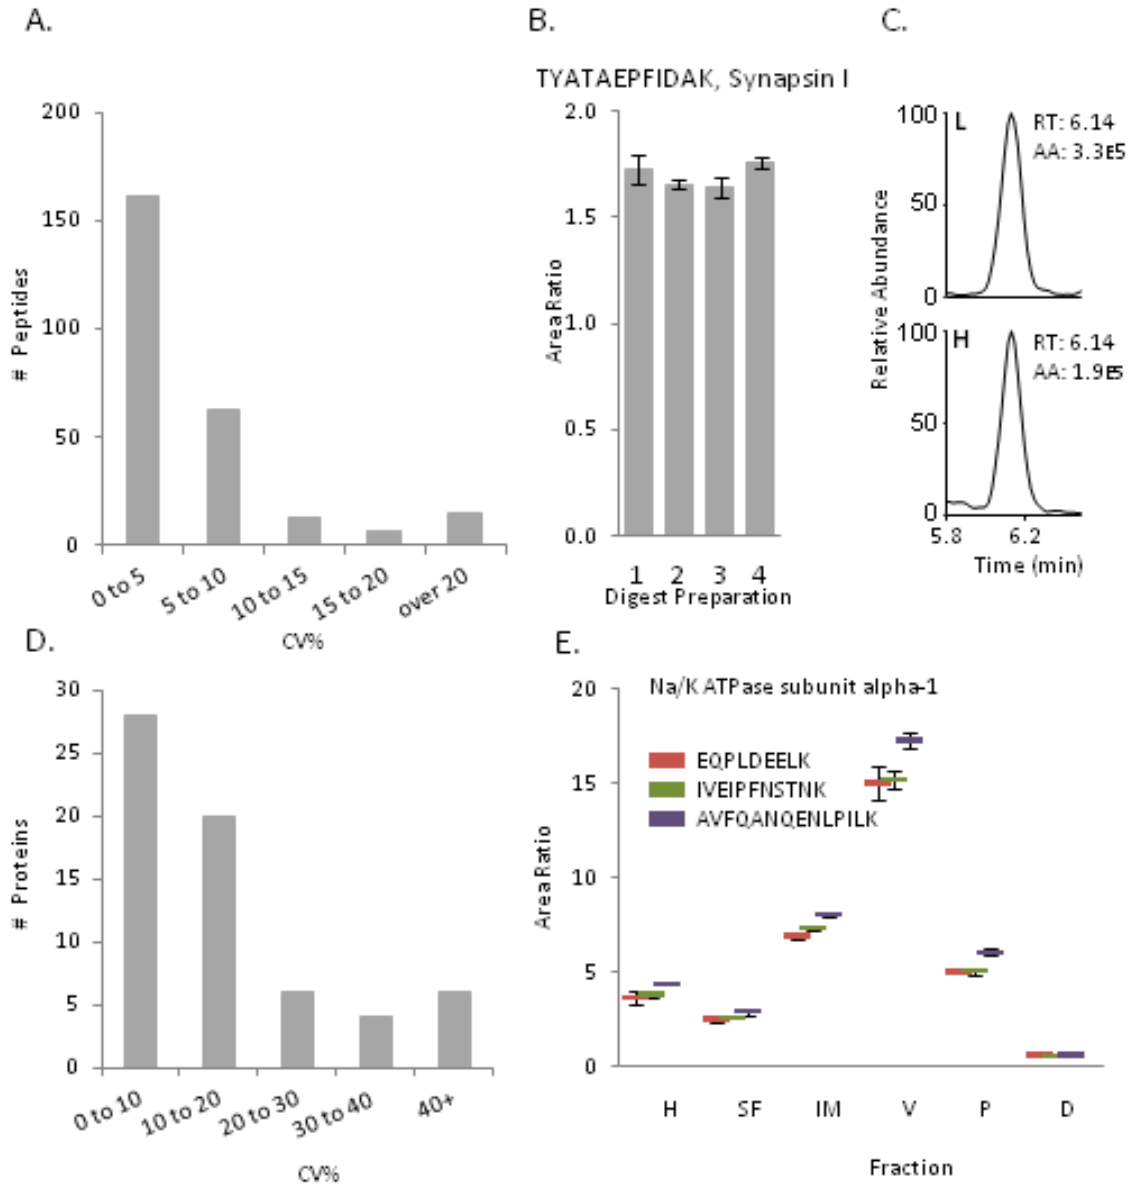 A.
# Peptides
200
150
100
50
0
0 to 5
5 to 10
10 to 15
15 to 20
over 20
CV%
B.
TYATAEPFIDAK, Synapsin I
Area Ratio
2.0
1.5
1.0
0.5
0.0
1 2 3 4
Digest Preparation
C.
Relative Abundance
100
50
0
L
RT: 6.14
AA: 3.3E5
100
50
0
H
RT: 6.14
AA: 1.9E5
5.8 6.2
Time (min)
D.
# Proteins
30
25
20
15
10
5
0
0 to 10
10 to 20
20 to 30
30 to 40
40+
CV%
E.
Na/K ATPase subunit alpha-1
EQPLDEELK
IVEIPFNSTNK
AVFQANQENLPILK
Area Ratio
20
15
10
5
0
H SF IM V P D
Fraction